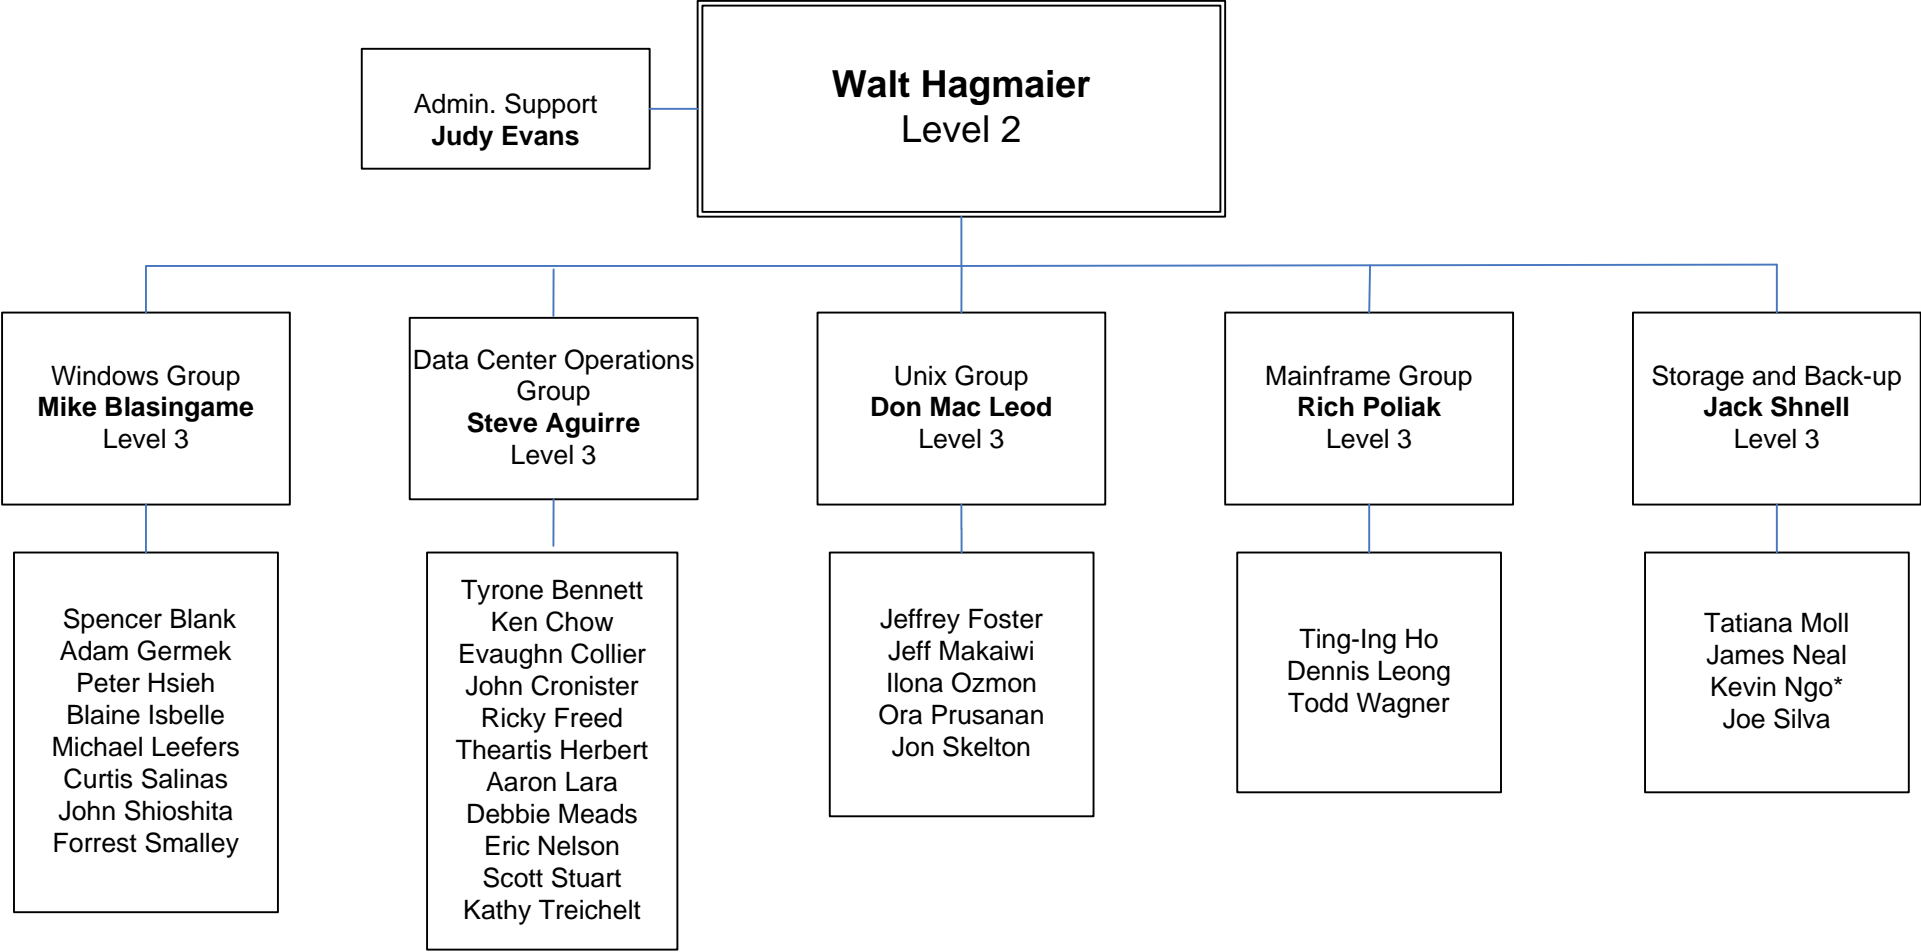 Admin. Support
Judy Evans
Walt Hagmaier
Level 2
Windows Group
Mike Blasingame
Level 3
Data Center Operations
Group
Steve Aguirre
Level 3
Unix Group
Don Mac Leod
Level 3
Mainframe Group
Rich Poliak
Level 3
Storage and Back-up
Jack Shnell
Level 3
Spencer Blank
Adam Germek
Peter Hsieh
Blaine Isbelle
Michael Leefers
Curtis Salinas
John Shioshita
Forrest Smalley
Tyrone Bennett
Ken Chow
Evaughn Collier
John Cronister
Ricky Freed
Theartis Herbert
Aaron Lara
Debbie Meads
Eric Nelson
Scott Stuart
Kathy Treichelt
Jeffrey Foster
Jeff Makaiwi
Ilona Ozmon
Ora Prusanan
Jon Skelton
Ting-Ing Ho
Dennis Leong
Todd Wagner
Tatiana Moll
James Neal
Kevin Ngo*
Joe Silva